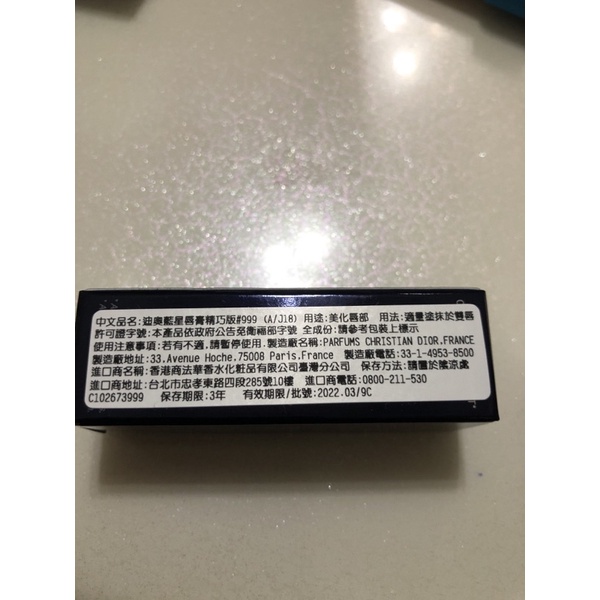 中文品名:迪奧藍星唇膏精巧版#999 (A/J18) 用途:美化唇部 用法:適量塗抹於雙唇
許可證字號:本產品依政府公告免衛福部字號 全成份:請參考包裝上標示
使用注意事項:若有不適,請暫停使用.製造廠名稱:PARFUMS CHRISTIAN DIOR.FRANCE
製造廠地址:33.Avenue Hoche.75008 Paris.France 製造廠電話:33-1-4953-8500
進口商名稱:香港商法華香水化粧品有限公司臺灣分公司 保存方法:請置於陰涼處
進口商地址:台北市忠孝東路四段285號10樓 進口商電話:0800-211-530
C102673999 保存期限:3年 有效期限/批號:2022.03/9C